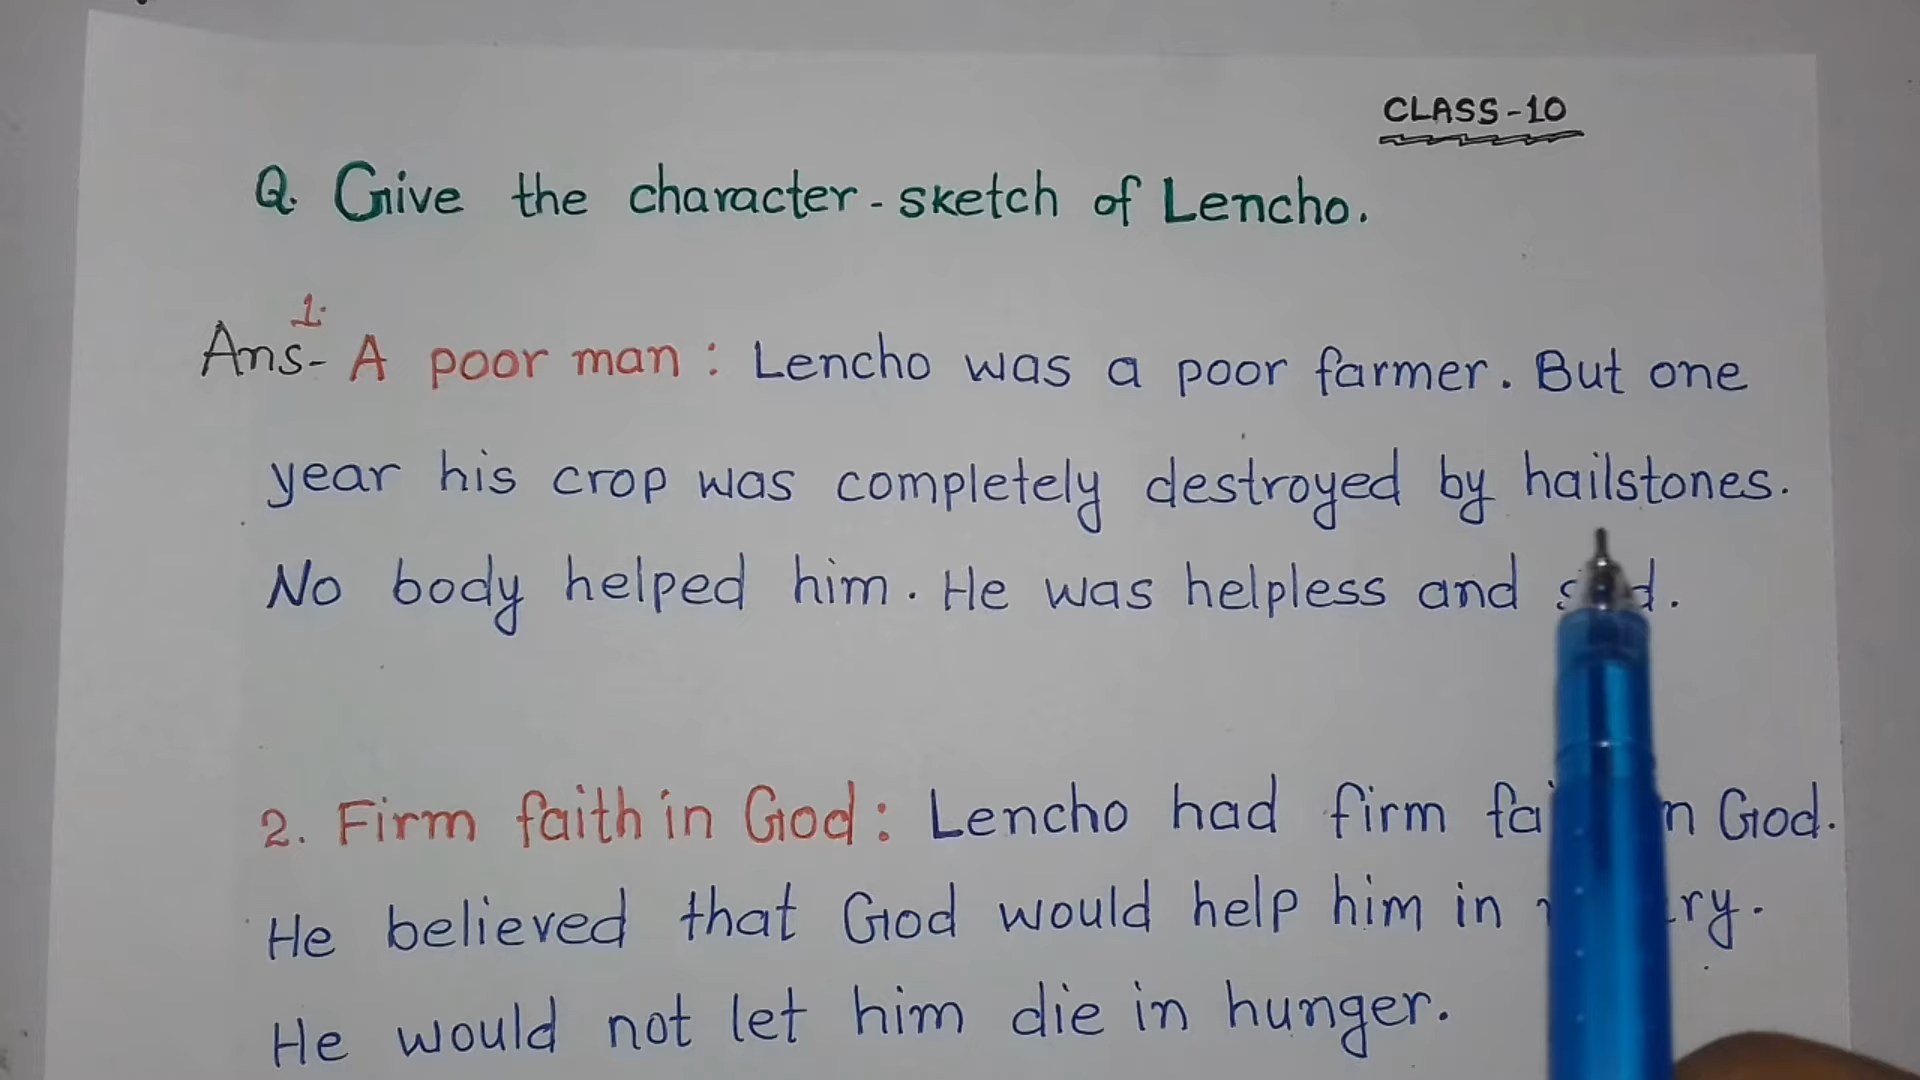 CLASS-10
Q. Give the character-sketch of Lencho.
1.
Ans- A poor man: Lencho was a poor farmer. But one
year his crop was completely destroyed by hailstones.
No body helped him. He was helpless and
2. Firm faith in God: Lencho had firm God.
He believed that God would help him in
He would not let him die in hunger.